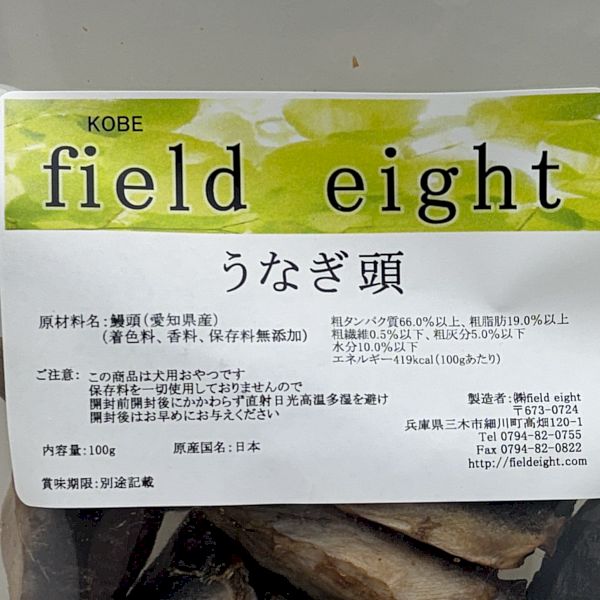 KOBE
field eight
うなぎ頭
原材料名:鰻頭(愛知県産)
(着色料、香料、保存料無添加)
粗タンパク質66.0%以上、粗脂肪19.0%以上
粗繊維0.5%以下、粗灰分5.0%以下
水分10.0%以下
エネルギー419kcal(100gあたり)
ご注意: この商品は犬用おやつです
保存料を一切使用しておりませんので
開封前開封後にかかわらず直射日光高温多湿を避け
開封後はお早めにお与えください
内容量:100g 原産国名:日本
賞味期限:別途記載
製造者:㈱field eight
〒673-0724
兵庫県三木市細川町高畑120-1
Tel 0794-82-0755
Fax 0794-82-0822
http://fieldeight.com